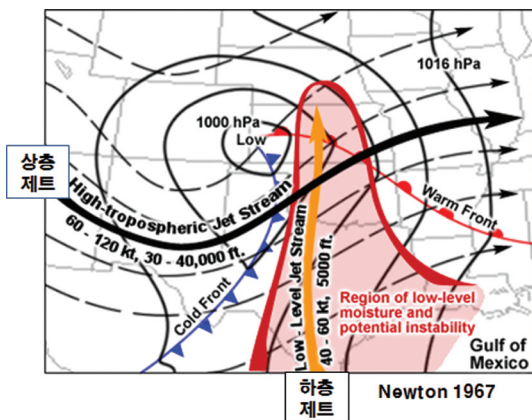 1016 hPa
1000 hPa
Low
상층
제트
High-tropospheric Jet Stream
60 - 120 kt, 30 - 40,000 ft.
Warm Front
Cold Front
Low - Level Jet Stream
40 - 60 kt, 5000 ft.
Region of low-level
moisture and
potential instability
Gulf of
Mexico
하층
제트
Newton 1967